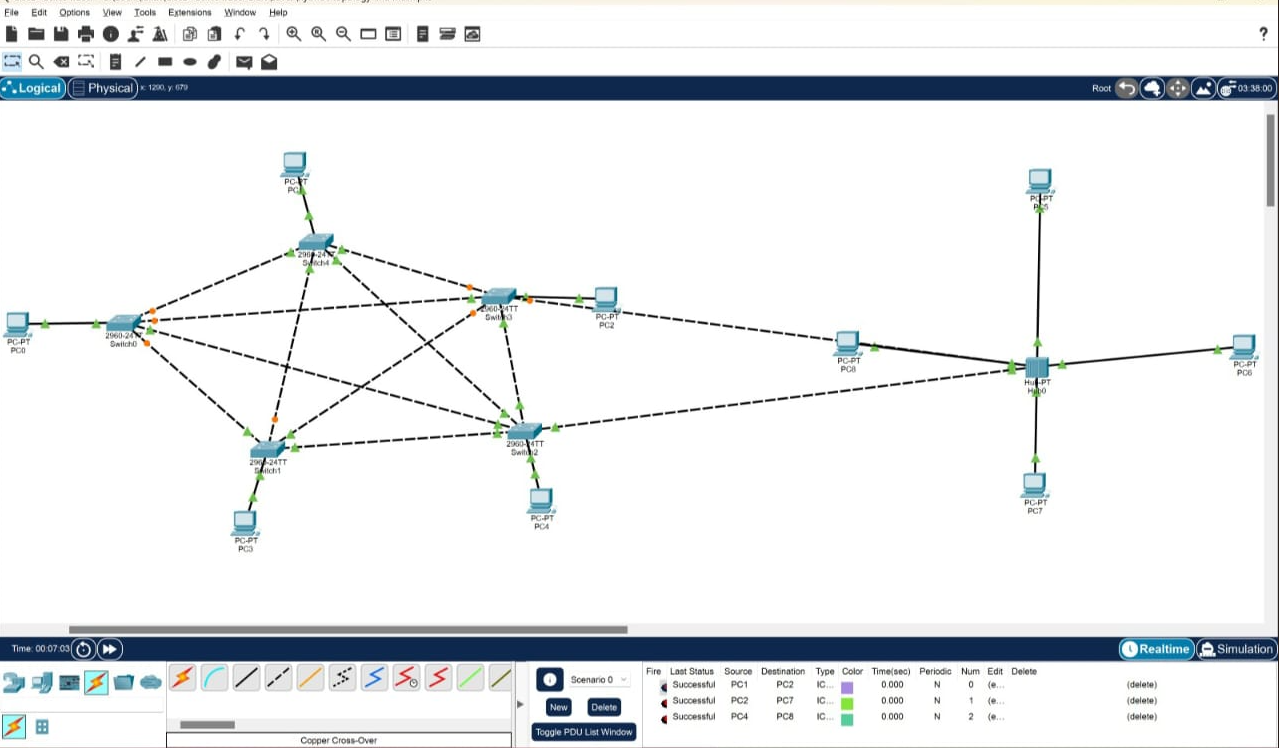 File Edit Options View Tools Extensions Window Help
?
Logical Physical x: 1290, y: 679 Root 03:38:00
PC-PT
PC-PT
PC5
2960-24TT
Switch4
2960-24TT
Switch3
PC-PT
PC2
PC-PT
PC0
2960-24TT
Switch0
PC-PT
PC8
Hub-PT
Hub0
PC-PT
PC6
2960-24TT
Switch2
2960-24TT
Switch1
PC-PT
PC7
PC-PT
PC4
PC-PT
PC3
Time: 00:07:03 Realtime Simulation
Scenario 0
New Delete
Toggle PDU List Window
Copper Cross-Over
Fire Last Status Source Destination Type Color Time(sec) Periodic Num Edit Delete
Successful PC1 PC2 IC... 0.000 N 0 (e... (delete)
Successful PC2 PC7 IC... 0.000 N 1 (e... (delete)
Successful PC4 PC8 IC... 0.000 N 2 (e... (delete)